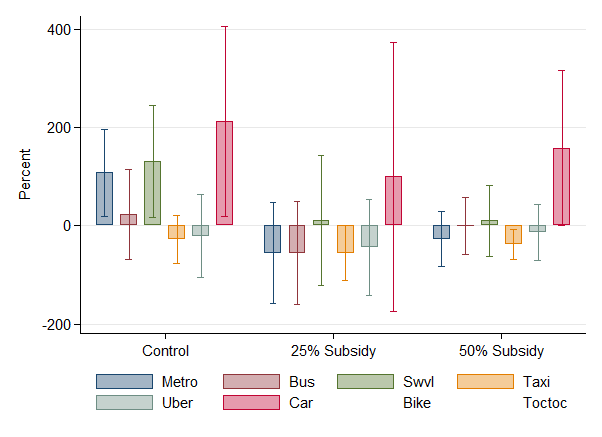 400
200
Percent
0
-200
Control 25% Subsidy 50% Subsidy
Metro Bus Swvl Taxi
Uber Car Bike Toctoc